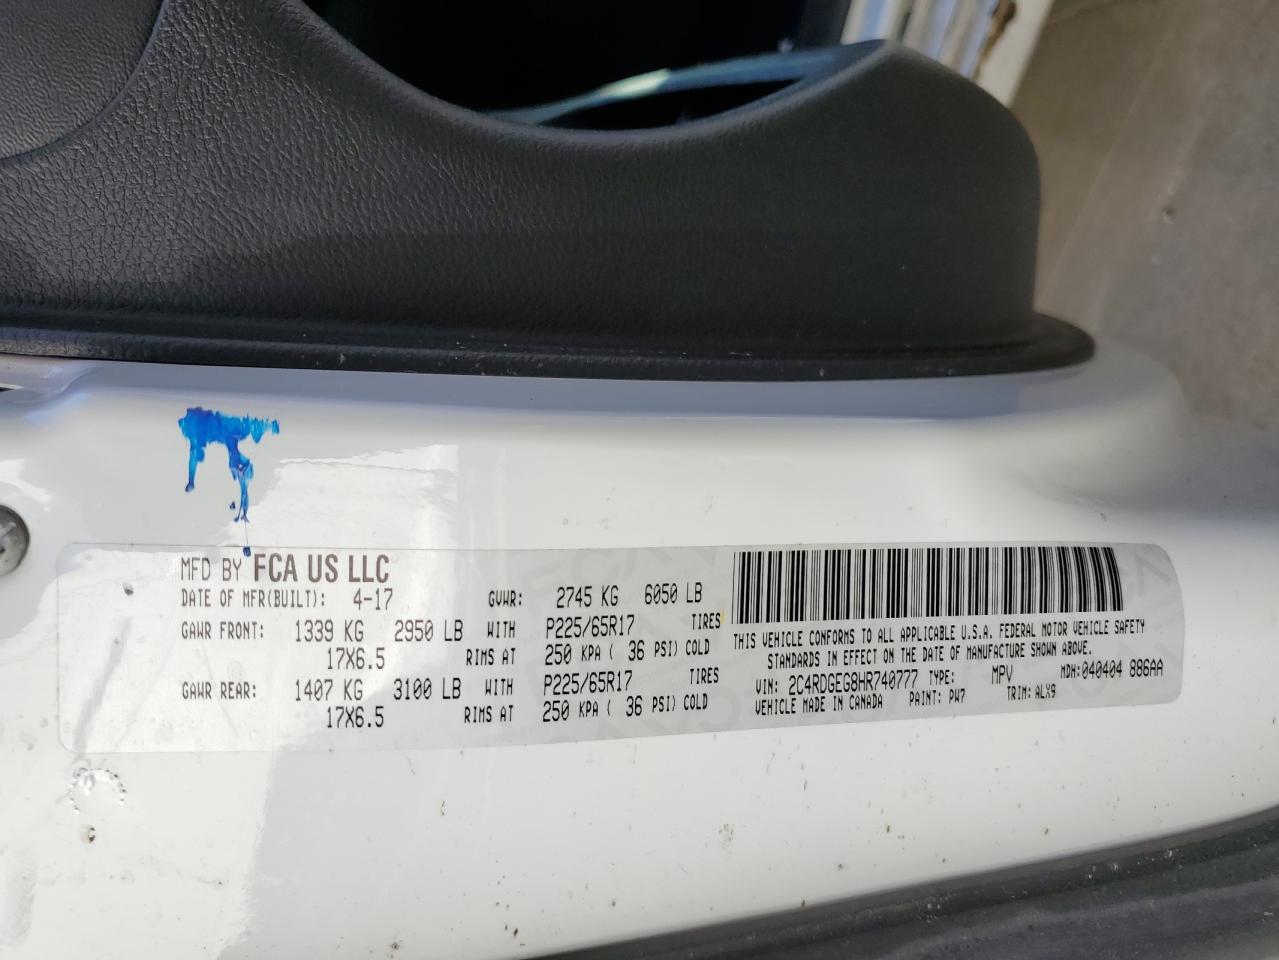 MFD BY FCA US LLC
DATE OF MFR(BUILT): 4-17 GVWR: 2745 KG 6050 LB
GAWR FRONT: 1339 KG 2950 LB WITH P225/65R17 TIRES
17X6.5 RIMS AT 250 KPA ( 36 PSI) COLD
GAWR REAR: 1407 KG 3100 LB WITH P225/65R17 TIRES
17X6.5 RIMS AT 250 KPA ( 36 PSI) COLD
THIS VEHICLE CONFORMS TO ALL APPLICABLE U.S.A. FEDERAL MOTOR VEHICLE SAFETY
STANDARDS IN EFFECT ON THE DATE OF MANUFACTURE SHOWN ABOVE.
VIN: 2C4RDGEG8HR740777 TYPE: MPV MDH:040404 886AA
VEHICLE MADE IN CANADA PAINT: PW7 TRIM: ALX9